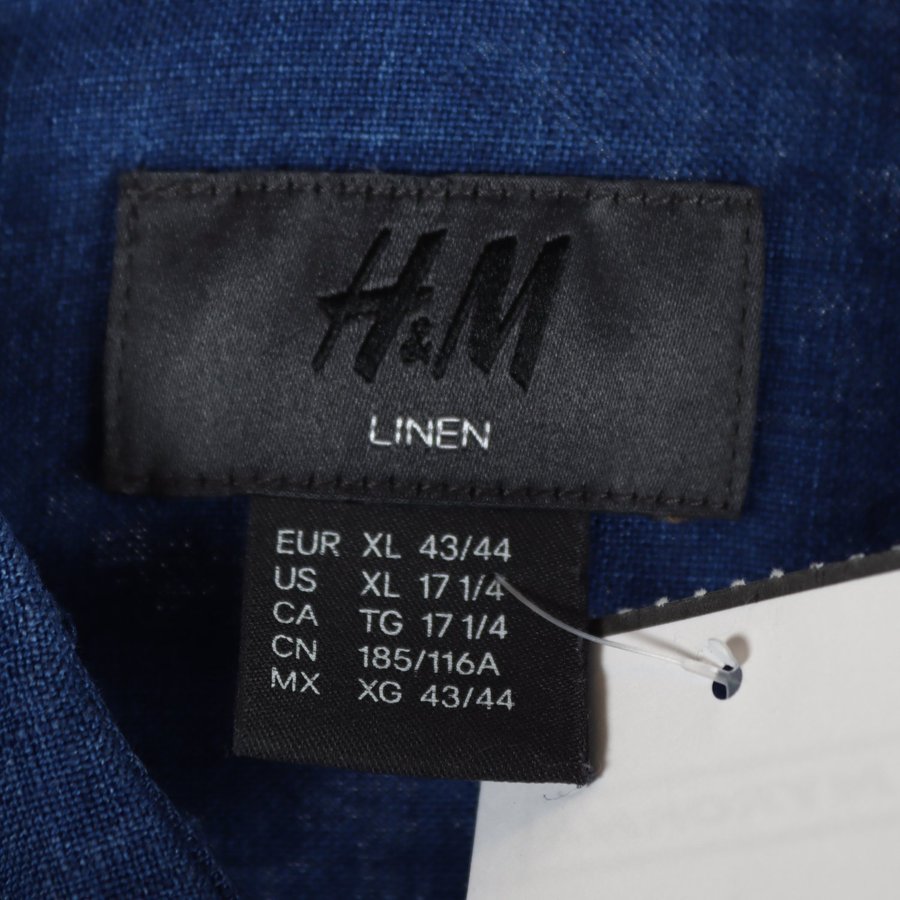 H&M
LINEN
EUR XL 43/44
US XL 17 1/4
CA TG 17 1/4
CN 185/116A
MX XG 43/44